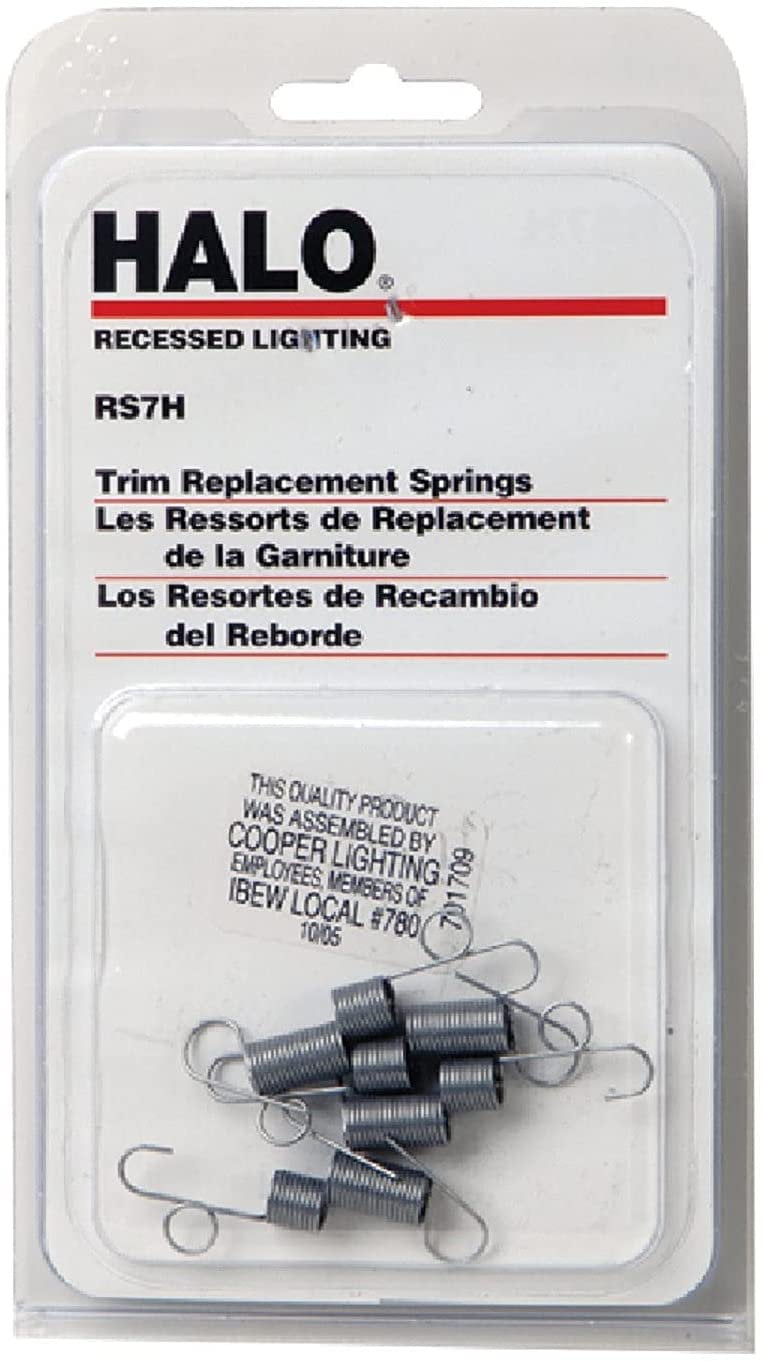 HALO®
RECESSED LIGHTING
RS7H
Trim Replacement Springs
Les Ressorts de Replacement
de la Garniture
Los Resortes de Recambio
del Reborde
THIS QUALITY PRODUCT
WAS ASSEMBLED BY
COOPER LIGHTING
EMPLOYEES, MEMBERS OF
IBEW LOCAL #780
10/05
701709